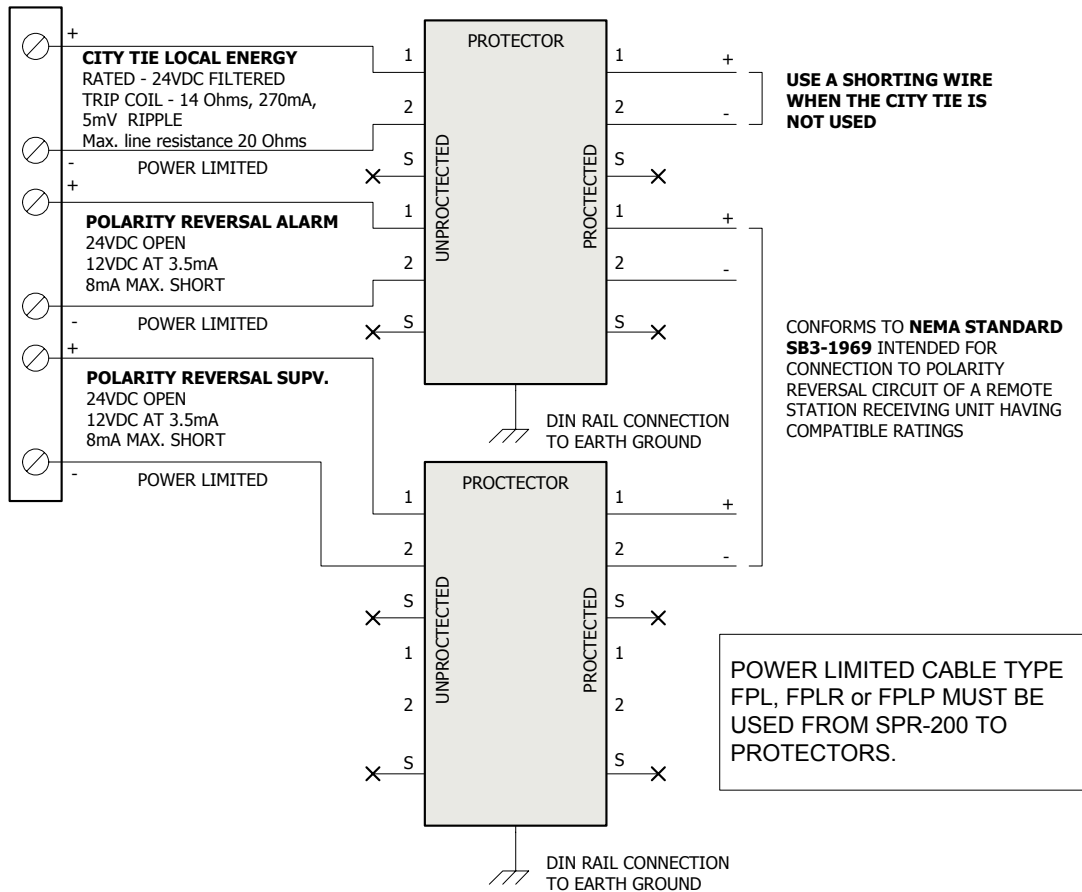 PROTECTOR
+
CITY TIE LOCAL ENERGY
RATED - 24VDC FILTERED
TRIP COIL - 14 Ohms, 270mA,
5mV RIPPLE
Max. line resistance 20 Ohms
-
POWER LIMITED
+
POLARITY REVERSAL ALARM
24VDC OPEN
12VDC AT 3.5mA
8mA MAX. SHORT
-
POWER LIMITED
+
POLARITY REVERSAL SUPV.
24VDC OPEN
12VDC AT 3.5mA
8mA MAX. SHORT
-
POWER LIMITED
1
2
S
1
2
S
UNPROCTECTED
PROCTECTED
1
2
S
1
2
S
+
-
+
-
USE A SHORTING WIRE
WHEN THE CITY TIE IS
NOT USED
CONFORMS TO NEMA STANDARD
SB3-1969 INTENDED FOR
CONNECTION TO POLARITY
REVERSAL CIRCUIT OF A REMOTE
STATION RECEIVING UNIT HAVING
COMPATIBLE RATINGS
DIN RAIL CONNECTION
TO EARTH GROUND
PROCTECTOR
1
2
S
1
2
S
UNPROCTECTED
PROCTECTED
1
2
S
1
2
S
+
-
POWER LIMITED CABLE TYPE
FPL, FPLR or FPLP MUST BE
USED FROM SPR-200 TO
PROTECTORS.
DIN RAIL CONNECTION
TO EARTH GROUND